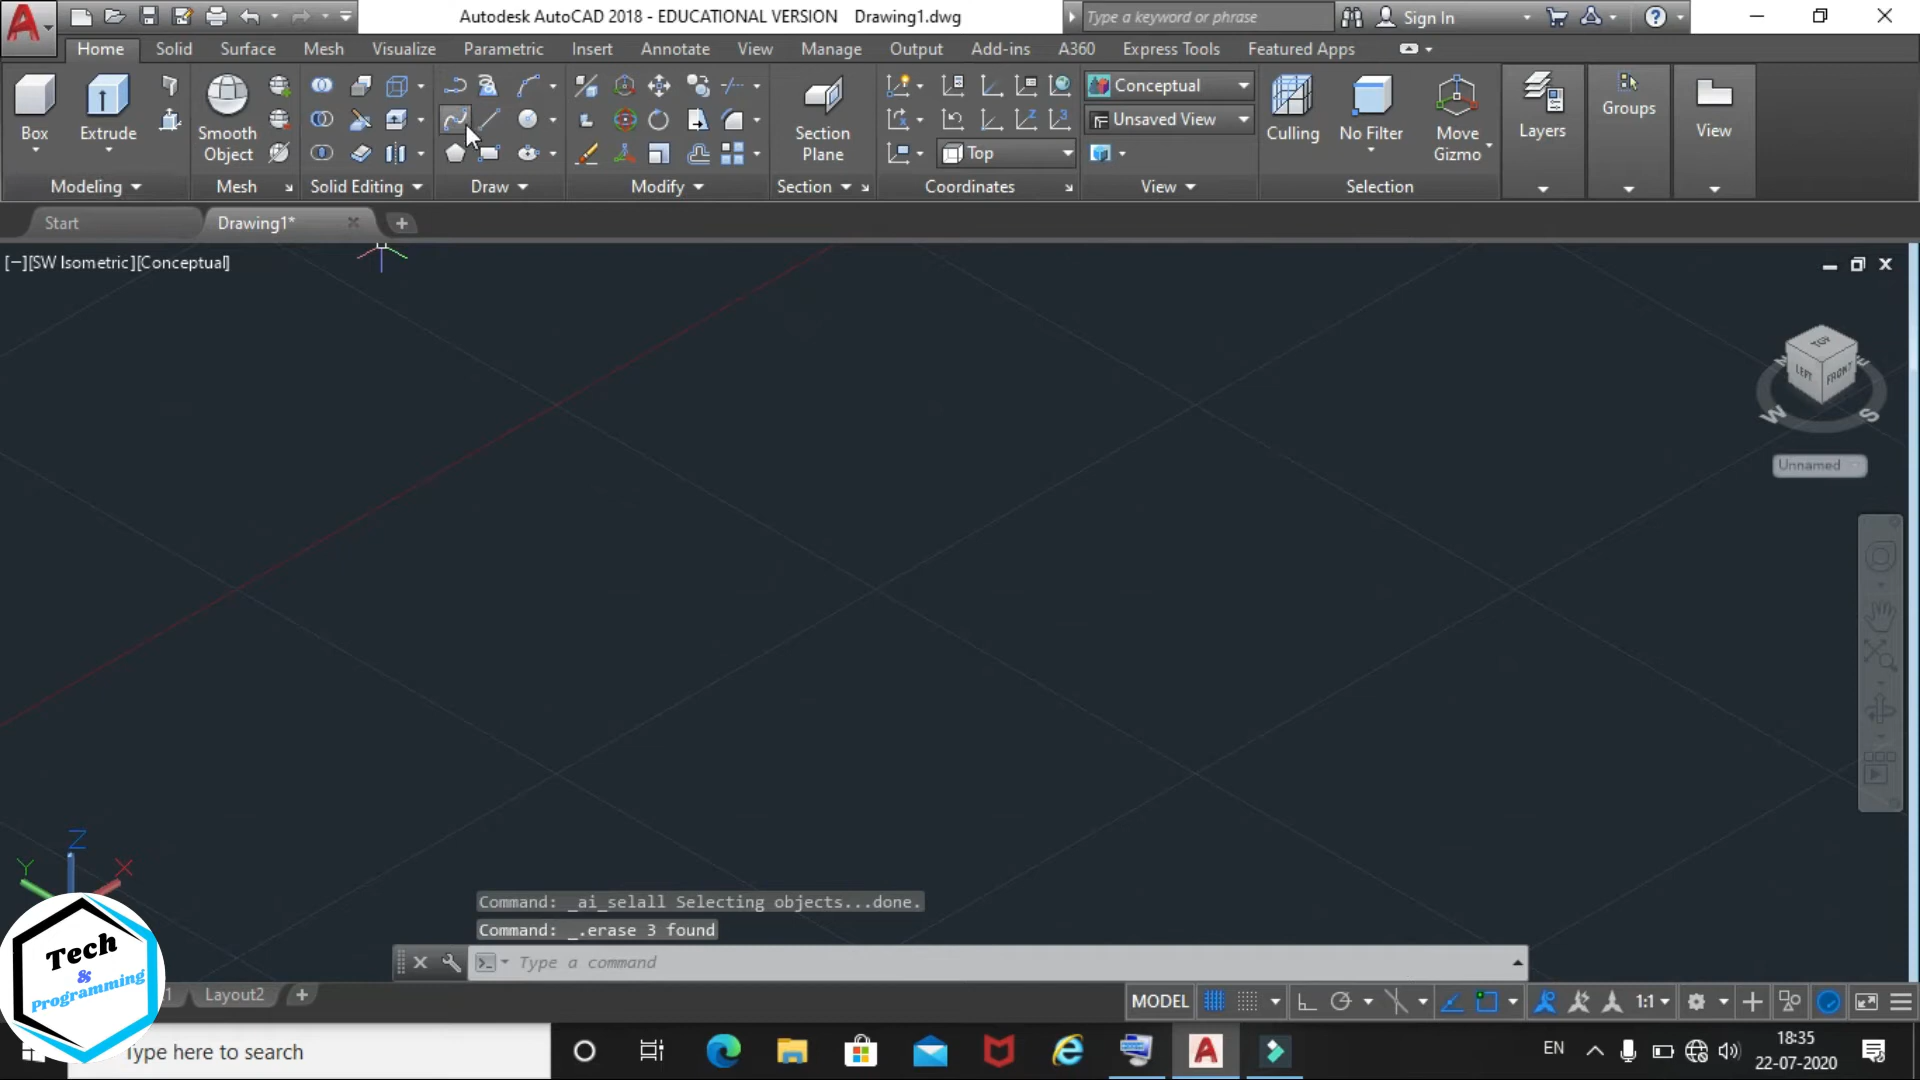 Autodesk AutoCAD 2018 - EDUCATIONAL VERSION Drawing1.dwg
Type a keyword or phrase
Sign In
Home Solid Surface Mesh Visualize Parametric Insert Annotate View Manage Output Add-ins A360 Express Tools Featured Apps
Box
Extrude
Smooth
Object
Section
Plane
Conceptual
Unsaved View
Top
Culling
No Filter
Move
Gizmo
Layers
Groups
View
Modeling
Mesh
Solid Editing
Draw
Modify
Section
Coordinates
View
Selection
Start
Drawing1*
[−][SW Isometric][Conceptual]
TOP
LEFT
FRONT
N
E
W
S
Unnamed
Z
Y
X
Command: _ai_selall Selecting objects...done.
Command: _.erase 3 found
Type a command
Tech
&
Programming
1
Layout2
MODEL
1:1
Type here to search
EN
18:35
22-07-2020